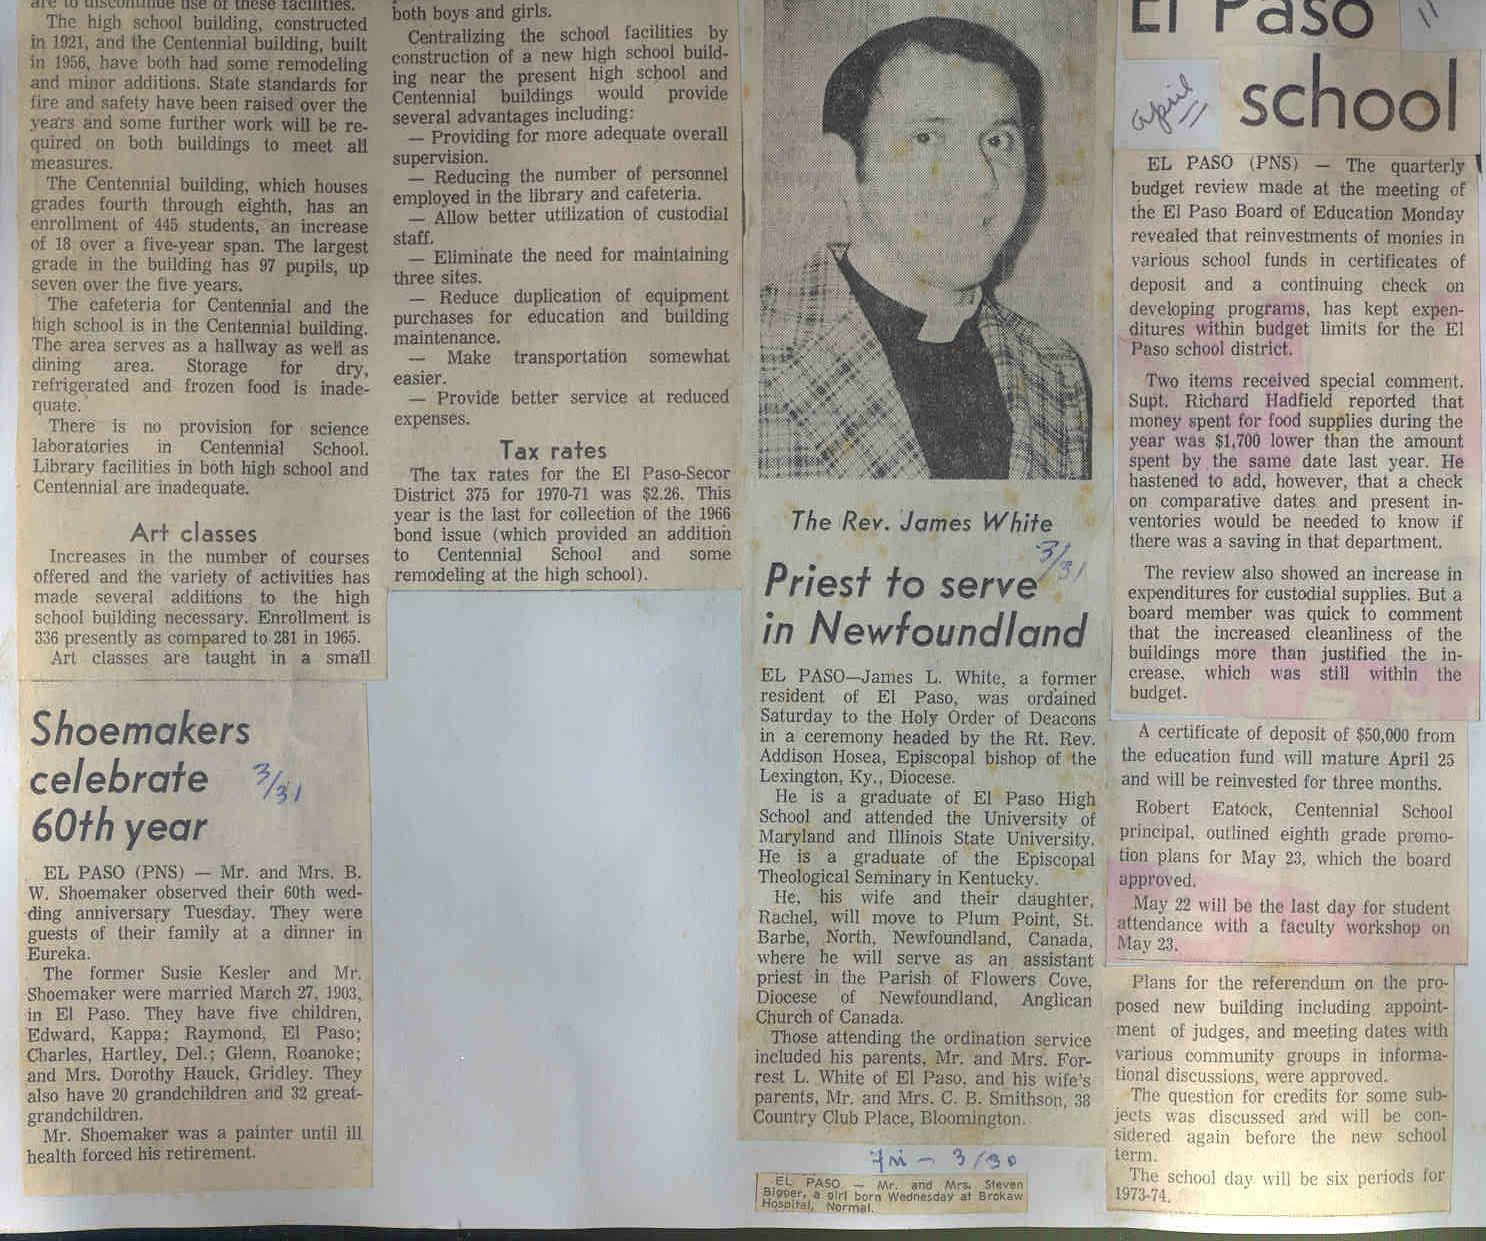 are to discontinue use of these facilities.
The high school building, constructed
in 1921, and the Centennial building, built
in 1956, have both had some remodeling
and minor additions. State standards for
fire and safety have been raised over the
years and some further work will be re-
quired on both buildings to meet all
measures.
The Centennial building, which houses
grades fourth through eighth, has an
enrollment of 445 students, an increase
of 18 over a five-year span. The largest
grade in the building has 97 pupils, up
seven over the five years.
The cafeteria for Centennial and the
high school is in the Centennial building.
The area serves as a hallway as well as
dining area. Storage for dry,
refrigerated and frozen food is inade-
quate.
There is no provision for science
laboratories in Centennial School.
Library facilities in both high school and
Centennial are inadequate.
Art classes
Increases in the number of courses
offered and the variety of activities has
made several additions to the high
school building necessary. Enrollment is
336 presently as compared to 281 in 1965.
Art classes are taught in a small
Shoemakers
celebrate
60th year
3/31
EL PASO (PNS) — Mr. and Mrs. B.
W. Shoemaker observed their 60th wed-
ding anniversary Tuesday. They were
guests of their family at a dinner in
Eureka.
The former Susie Kesler and Mr.
Shoemaker were married March 27, 1903,
in El Paso. They have five children,
Edward, Kappa; Raymond, El Paso;
Charles, Hartley, Del.; Glenn, Roanoke;
and Mrs. Dorothy Hauck, Gridley. They
also have 20 grandchildren and 32 great-
grandchildren.
Mr. Shoemaker was a painter until ill
health forced his retirement.
both boys and girls.
Centralizing the school facilities by
construction of a new high school build-
ing near the present high school and
Centennial buildings would provide
several advantages including:
— Providing for more adequate overall
supervision.
— Reducing the number of personnel
employed in the library and cafeteria.
— Allow better utilization of custodial
staff.
— Eliminate the need for maintaining
three sites.
— Reduce duplication of equipment
purchases for education and building
maintenance.
— Make transportation somewhat
easier.
— Provide better service at reduced
expenses.
Tax rates
The tax rates for the El Paso-Secor
District 375 for 1970-71 was $2.26. This
year is the last for collection of the 1966
bond issue (which provided an addition
to Centennial School and some
remodeling at the high school).
The Rev. James White
3/31
Priest to serve
in Newfoundland
EL PASO—James L. White, a former
resident of El Paso, was ordained
Saturday to the Holy Order of Deacons
in a ceremony headed by the Rt. Rev.
Addison Hosea, Episcopal bishop of the
Lexington, Ky., Diocese.
He is a graduate of El Paso High
School and attended the University of
Maryland and Illinois State University.
He is a graduate of the Episcopal
Theological Seminary in Kentucky.
He, his wife and their daughter,
Rachel, will move to Plum Point, St.
Barbe, North, Newfoundland, Canada,
where he will serve as an assistant
priest in the Parish of Flowers Cove,
Diocese of Newfoundland, Anglican
Church of Canada.
Those attending the ordination service
included his parents, Mr. and Mrs. For-
rest L. White of El Paso, and his wife's
parents, Mr. and Mrs. C. B. Smithson, 38
Country Club Place, Bloomington.
Fri - 3/30
EL PASO — Mr. and Mrs. Steven
Bigger, a girl born Wednesday at Brokaw
Hospital, Normal.
El Paso
school
April
11
EL PASO (PNS) — The quarterly
budget review made at the meeting of
the El Paso Board of Education Monday
revealed that reinvestments of monies in
various school funds in certificates of
deposit and a continuing check on
developing programs, has kept expen-
ditures within budget limits for the El
Paso school district.
Two items received special comment.
Supt. Richard Hadfield reported that
money spent for food supplies during the
year was $1,700 lower than the amount
spent by the same date last year. He
hastened to add, however, that a check
on comparative dates and present in-
ventories would be needed to know if
there was a saving in that department.
The review also showed an increase in
expenditures for custodial supplies. But a
board member was quick to comment
that the increased cleanliness of the
buildings more than justified the in-
crease, which was still within the
budget.
A certificate of deposit of $50,000 from
the education fund will mature April 25
and will be reinvested for three months.
Robert Eatock, Centennial School
principal, outlined eighth grade promo-
tion plans for May 23, which the board
approved.
May 22 will be the last day for student
attendance with a faculty workshop on
May 23.
Plans for the referendum on the pro-
posed new building including appoint-
ment of judges, and meeting dates with
various community groups in informa-
tional discussions, were approved.
The question for credits for some sub-
jects was discussed and will be con-
sidered again before the new school
term.
The school day will be six periods for
1973-74.